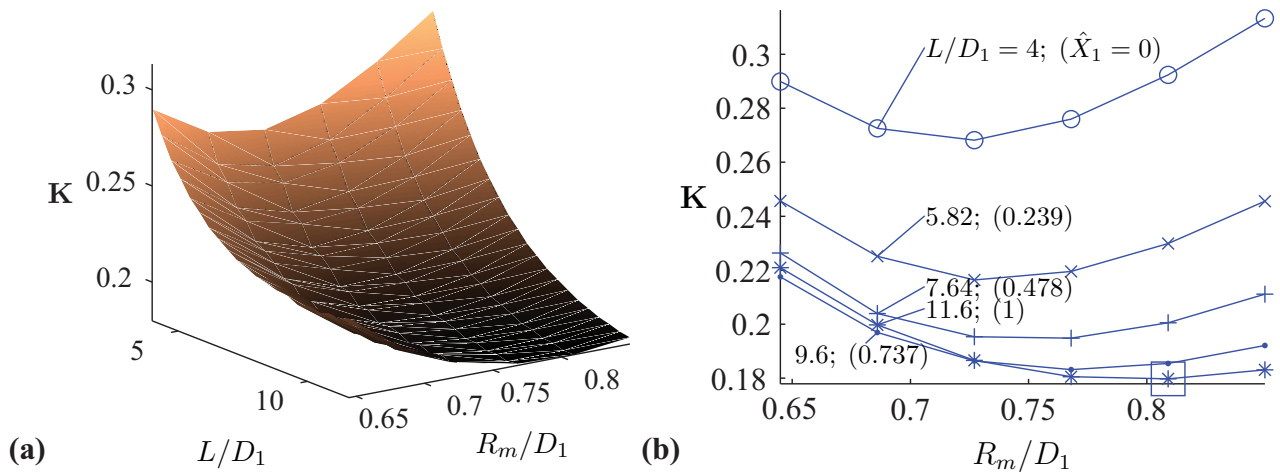 0.3
0.25
K
0.2
5
10
0.65
0.7
0.75
0.8
(a)
L/D₁
Rₘ/D₁
0.3
0.28
0.26
0.24
K
0.22
0.2
0.18
L/D₁ = 4; (X̂₁ = 0)
5.82; (0.239)
7.64; (0.478)
11.6; (1)
9.6; (0.737)
0.65 0.7 0.75 0.8
(b)
Rₘ/D₁